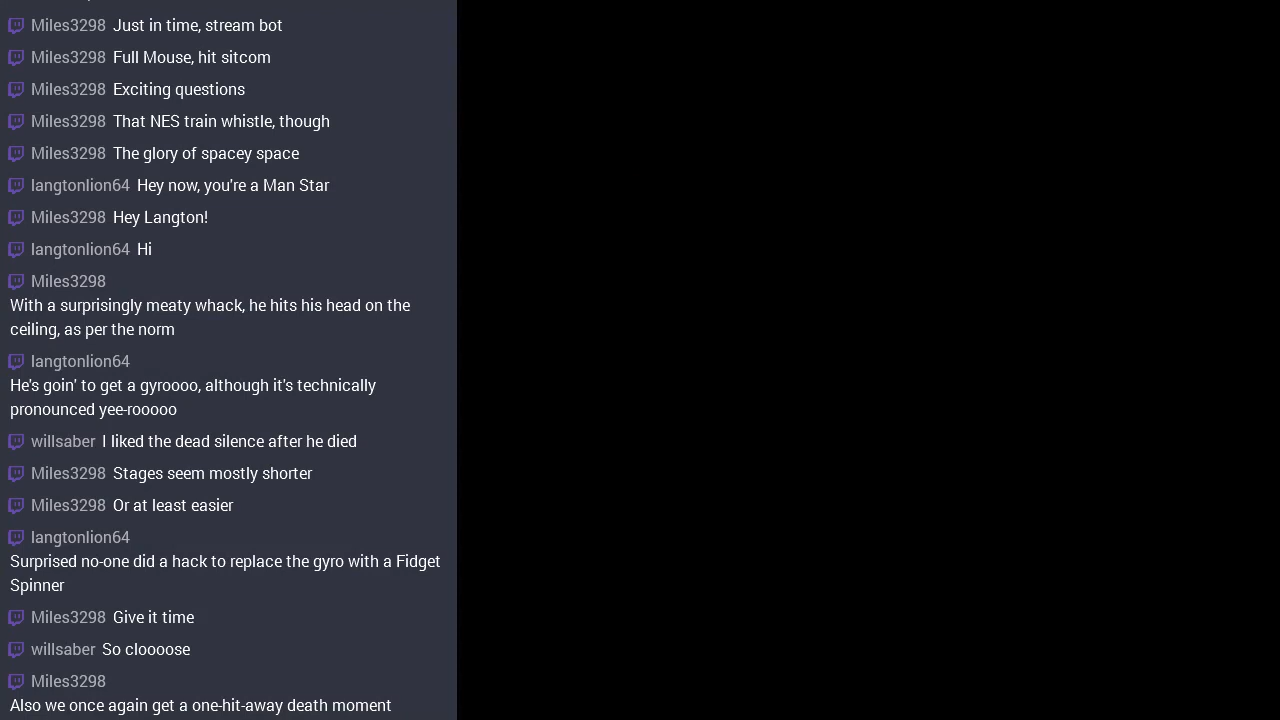 Miles3298 Just in time, stream bot
Miles3298 Full Mouse, hit sitcom
Miles3298 Exciting questions
Miles3298 That NES train whistle, though
Miles3298 The glory of spacey space
langtonlion64 Hey now, you're a Man Star
Miles3298 Hey Langton!
langtonlion64 Hi
Miles3298
With a surprisingly meaty whack, he hits his head on the
ceiling, as per the norm
langtonlion64
He's goin' to get a gyroooo, although it's technically
pronounced yee-rooooo
willsaber I liked the dead silence after he died
Miles3298 Stages seem mostly shorter
Miles3298 Or at least easier
langtonlion64
Surprised no-one did a hack to replace the gyro with a Fidget
Spinner
Miles3298 Give it time
willsaber So cloooose
Miles3298
Also we once again get a one-hit-away death moment